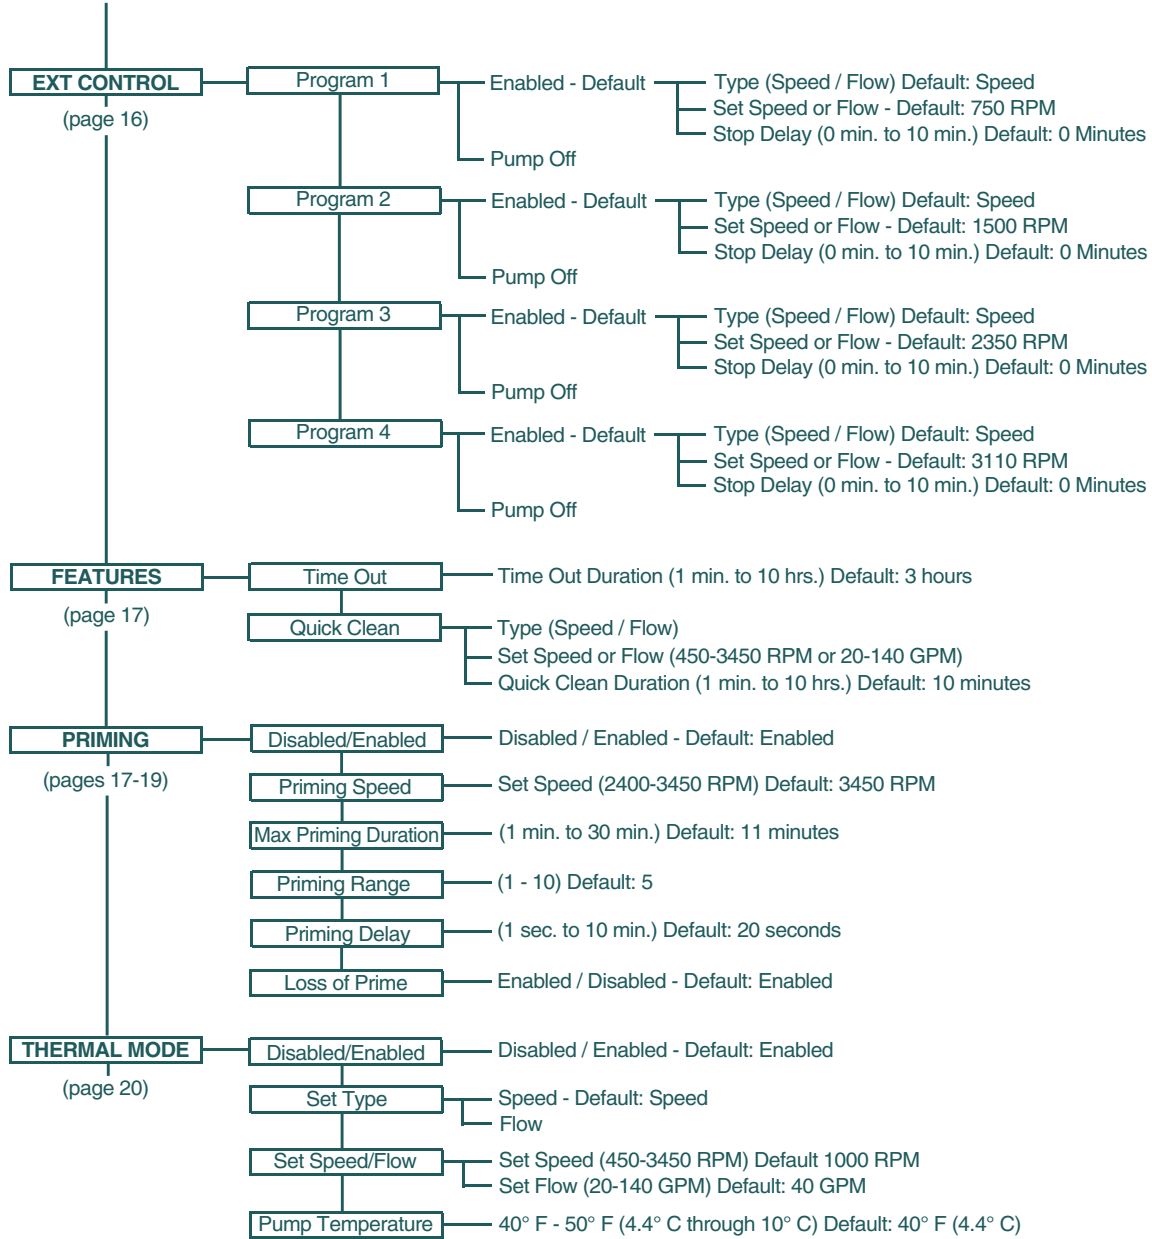 EXT CONTROL
(page 16)
Program 1
Enabled - Default
Type (Speed / Flow) Default: Speed
Set Speed or Flow - Default: 750 RPM
Stop Delay (0 min. to 10 min.) Default: 0 Minutes
Pump Off
Program 2
Enabled - Default
Type (Speed / Flow) Default: Speed
Set Speed or Flow - Default: 1500 RPM
Stop Delay (0 min. to 10 min.) Default: 0 Minutes
Pump Off
Program 3
Enabled - Default
Type (Speed / Flow) Default: Speed
Set Speed or Flow - Default: 2350 RPM
Stop Delay (0 min. to 10 min.) Default: 0 Minutes
Pump Off
Program 4
Enabled - Default
Type (Speed / Flow) Default: Speed
Set Speed or Flow - Default: 3110 RPM
Stop Delay (0 min. to 10 min.) Default: 0 Minutes
Pump Off
FEATURES
(page 17)
Time Out
Time Out Duration (1 min. to 10 hrs.) Default: 3 hours
Quick Clean
Type (Speed / Flow)
Set Speed or Flow (450-3450 RPM or 20-140 GPM)
Quick Clean Duration (1 min. to 10 hrs.) Default: 10 minutes
PRIMING
(pages 17-19)
Disabled/Enabled
Disabled / Enabled - Default: Enabled
Priming Speed
Set Speed (2400-3450 RPM) Default: 3450 RPM
Max Priming Duration
(1 min. to 30 min.) Default: 11 minutes
Priming Range
(1 - 10) Default: 5
Priming Delay
(1 sec. to 10 min.) Default: 20 seconds
Loss of Prime
Enabled / Disabled - Default: Enabled
THERMAL MODE
(page 20)
Disabled/Enabled
Disabled / Enabled - Default: Enabled
Set Type
Speed - Default: Speed
Flow
Set Speed/Flow
Set Speed (450-3450 RPM) Default 1000 RPM
Set Flow (20-140 GPM) Default: 40 GPM
Pump Temperature
40° F - 50° F (4.4° C through 10° C) Default: 40° F (4.4° C)